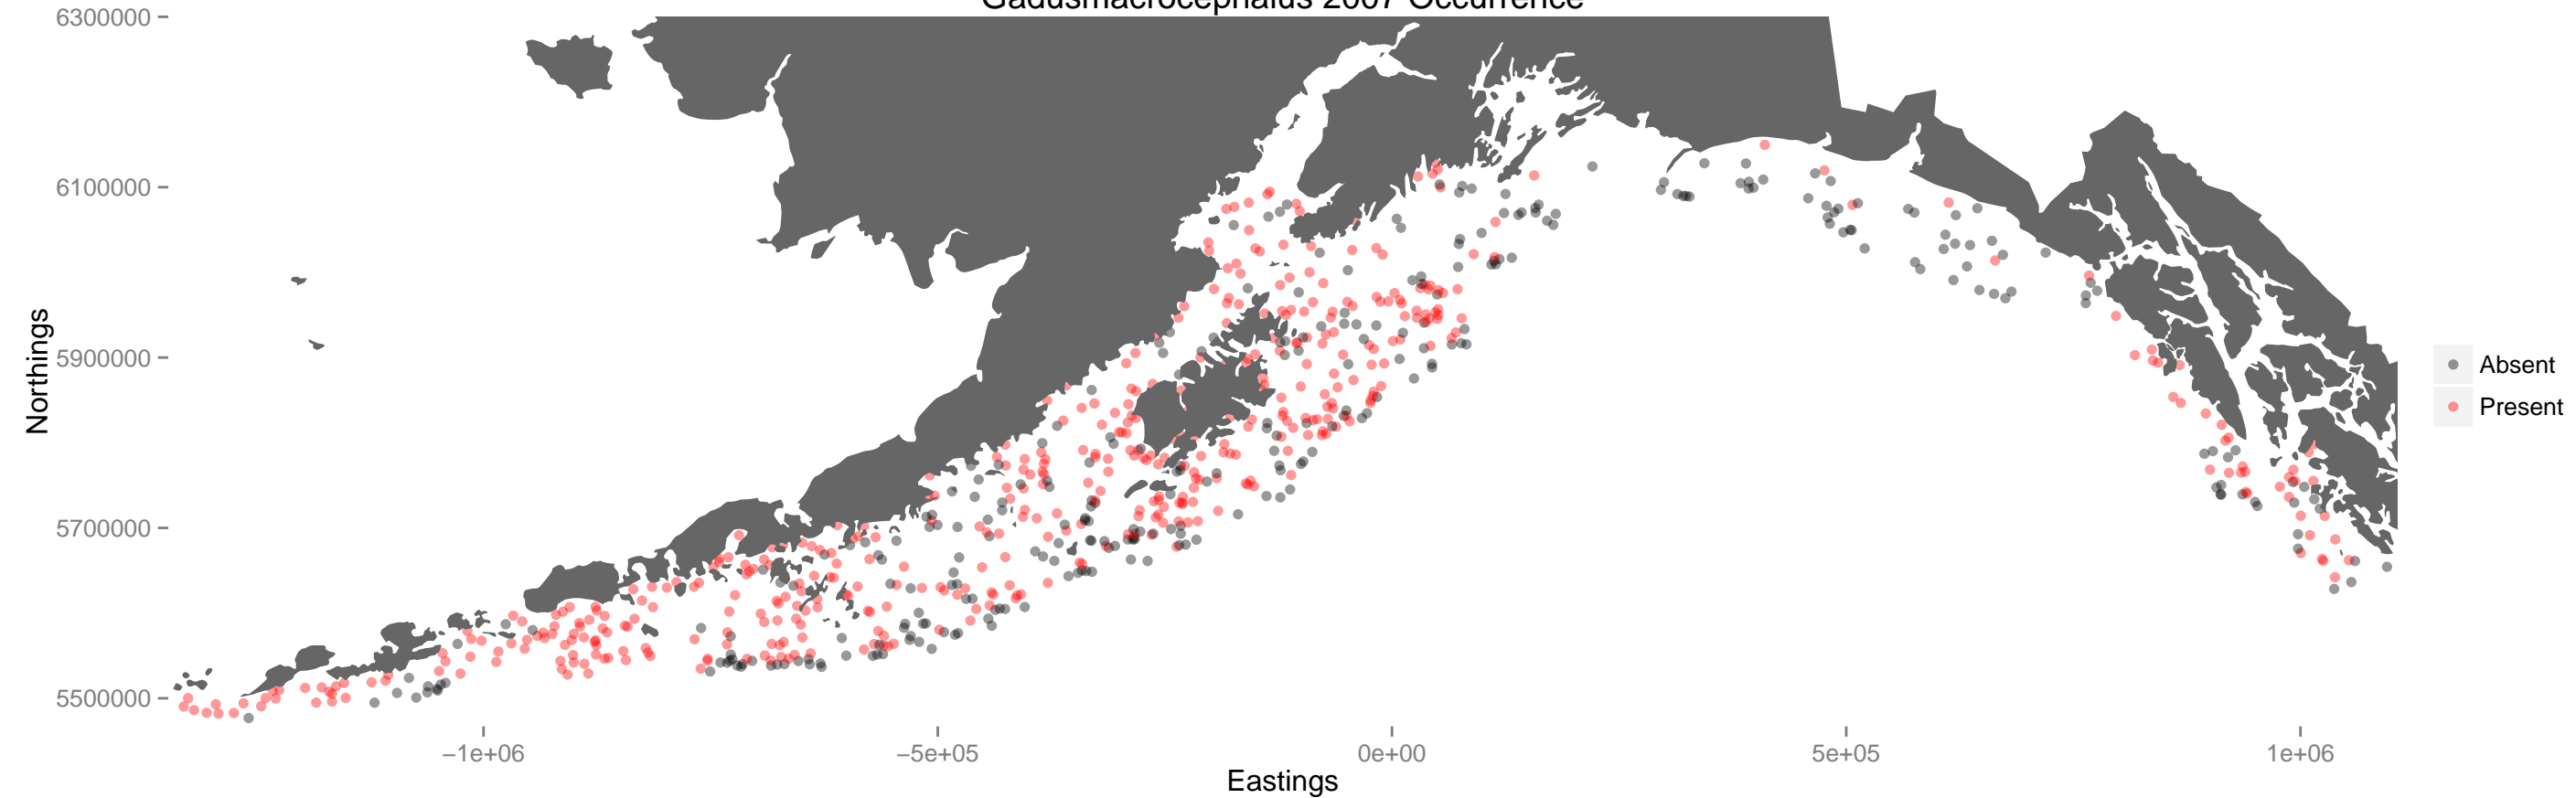 Gadusmacrocephalus 2007 Occurrence
6300000
6100000
5900000
5700000
5500000
Northings
−1e+06
−5e+05
0e+00
5e+05
1e+06
Eastings
Absent
Present